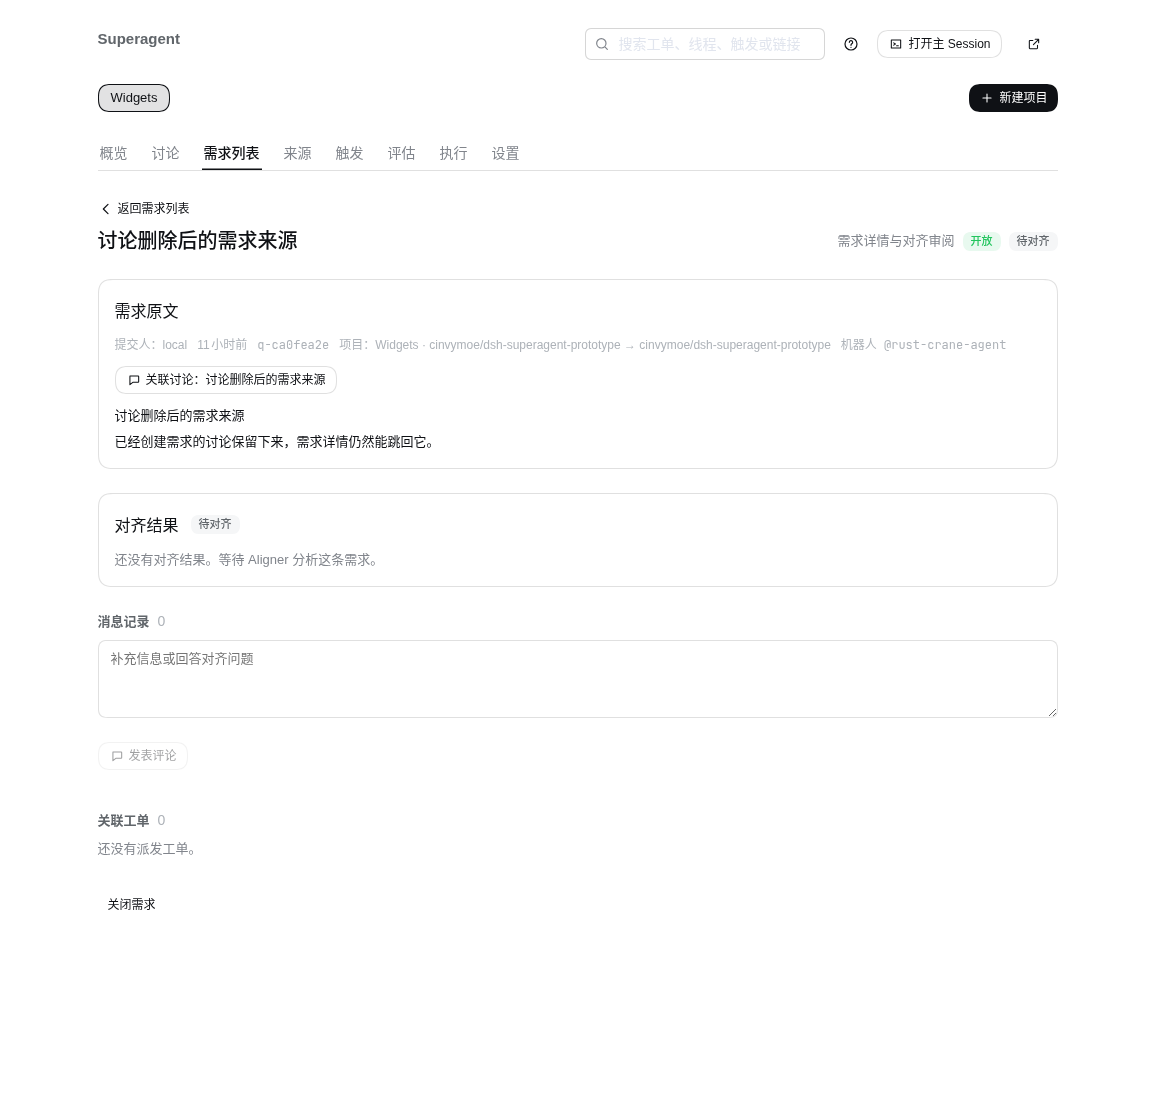 Superagent
搜索工单、线程、触发或链接
打开主 Session
Widgets
新建项目
概览 讨论 需求列表 来源 触发 评估 执行 设置
返回需求列表
讨论删除后的需求来源
需求详情与对齐审阅 开放 待对齐
需求原文
提交人：local 11小时前 q-ca0fea2e 项目：Widgets · cinvymoe/dsh-superagent-prototype → cinvymoe/dsh-superagent-prototype 机器人 @rust-crane-agent
关联讨论：讨论删除后的需求来源
讨论删除后的需求来源
已经创建需求的讨论保留下来，需求详情仍然能跳回它。
对齐结果 待对齐
还没有对齐结果。等待 Aligner 分析这条需求。
消息记录 0
补充信息或回答对齐问题
发表评论
关联工单 0
还没有派发工单。
关闭需求